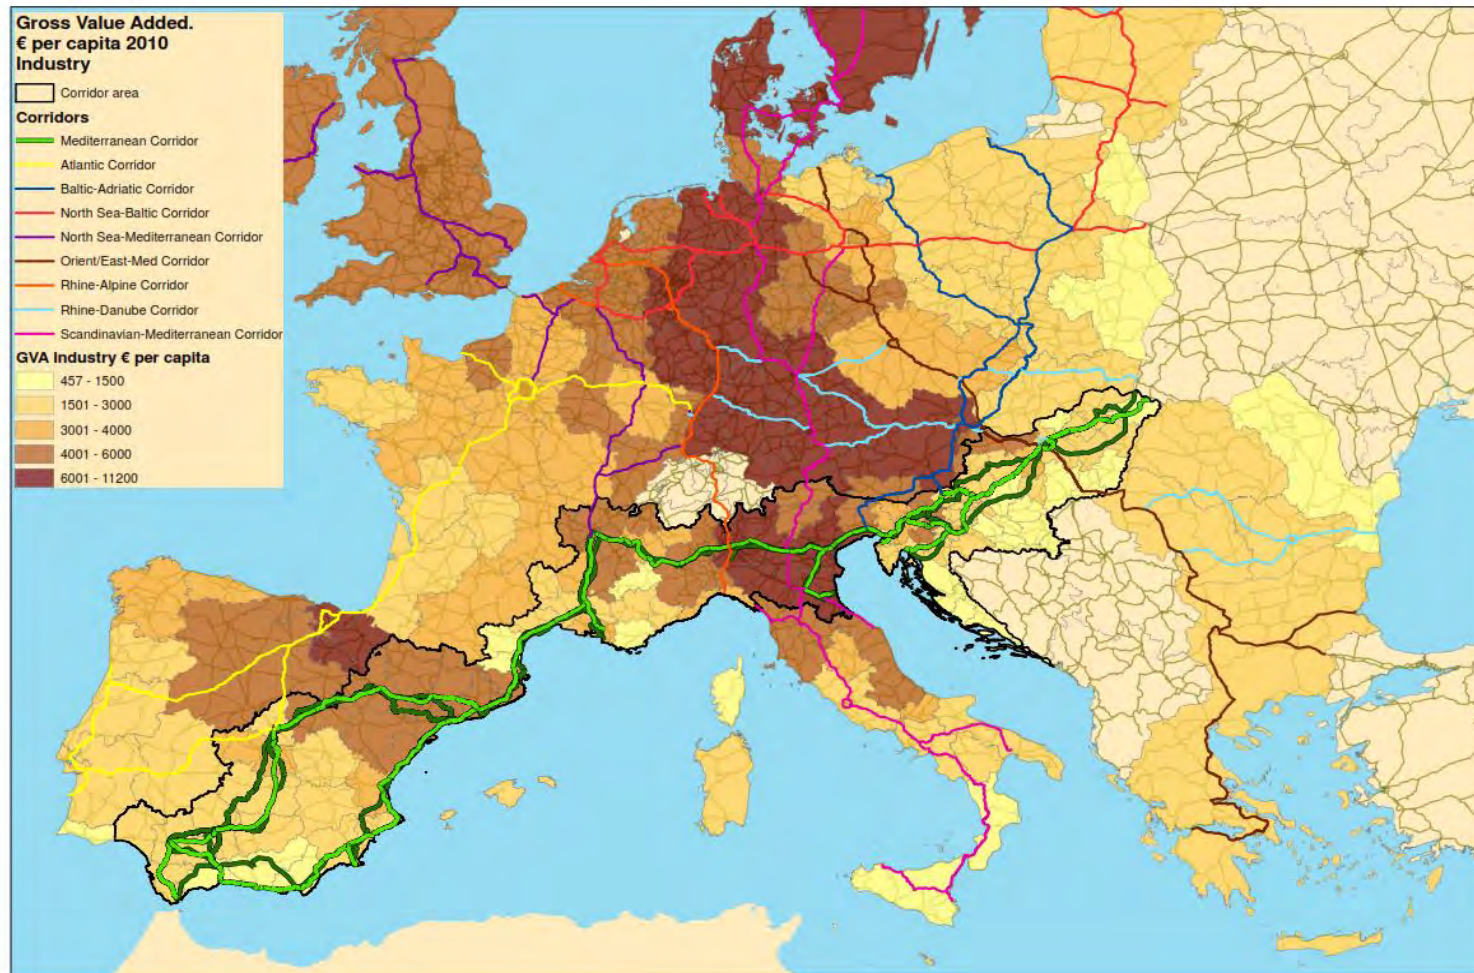 Gross Value Added.
€ per capita 2010
Industry
Corridor area
Corridors
Mediterranean Corridor
Atlantic Corridor
Baltic-Adriatic Corridor
North Sea-Baltic Corridor
North Sea-Mediterranean Corridor
Orient/East-Med Corridor
Rhine-Alpine Corridor
Rhine-Danube Corridor
Scandinavian-Mediterranean Corridor
GVA Industry € per capita
457 - 1500
1501 - 3000
3001 - 4000
4001 - 6000
6001 - 11200